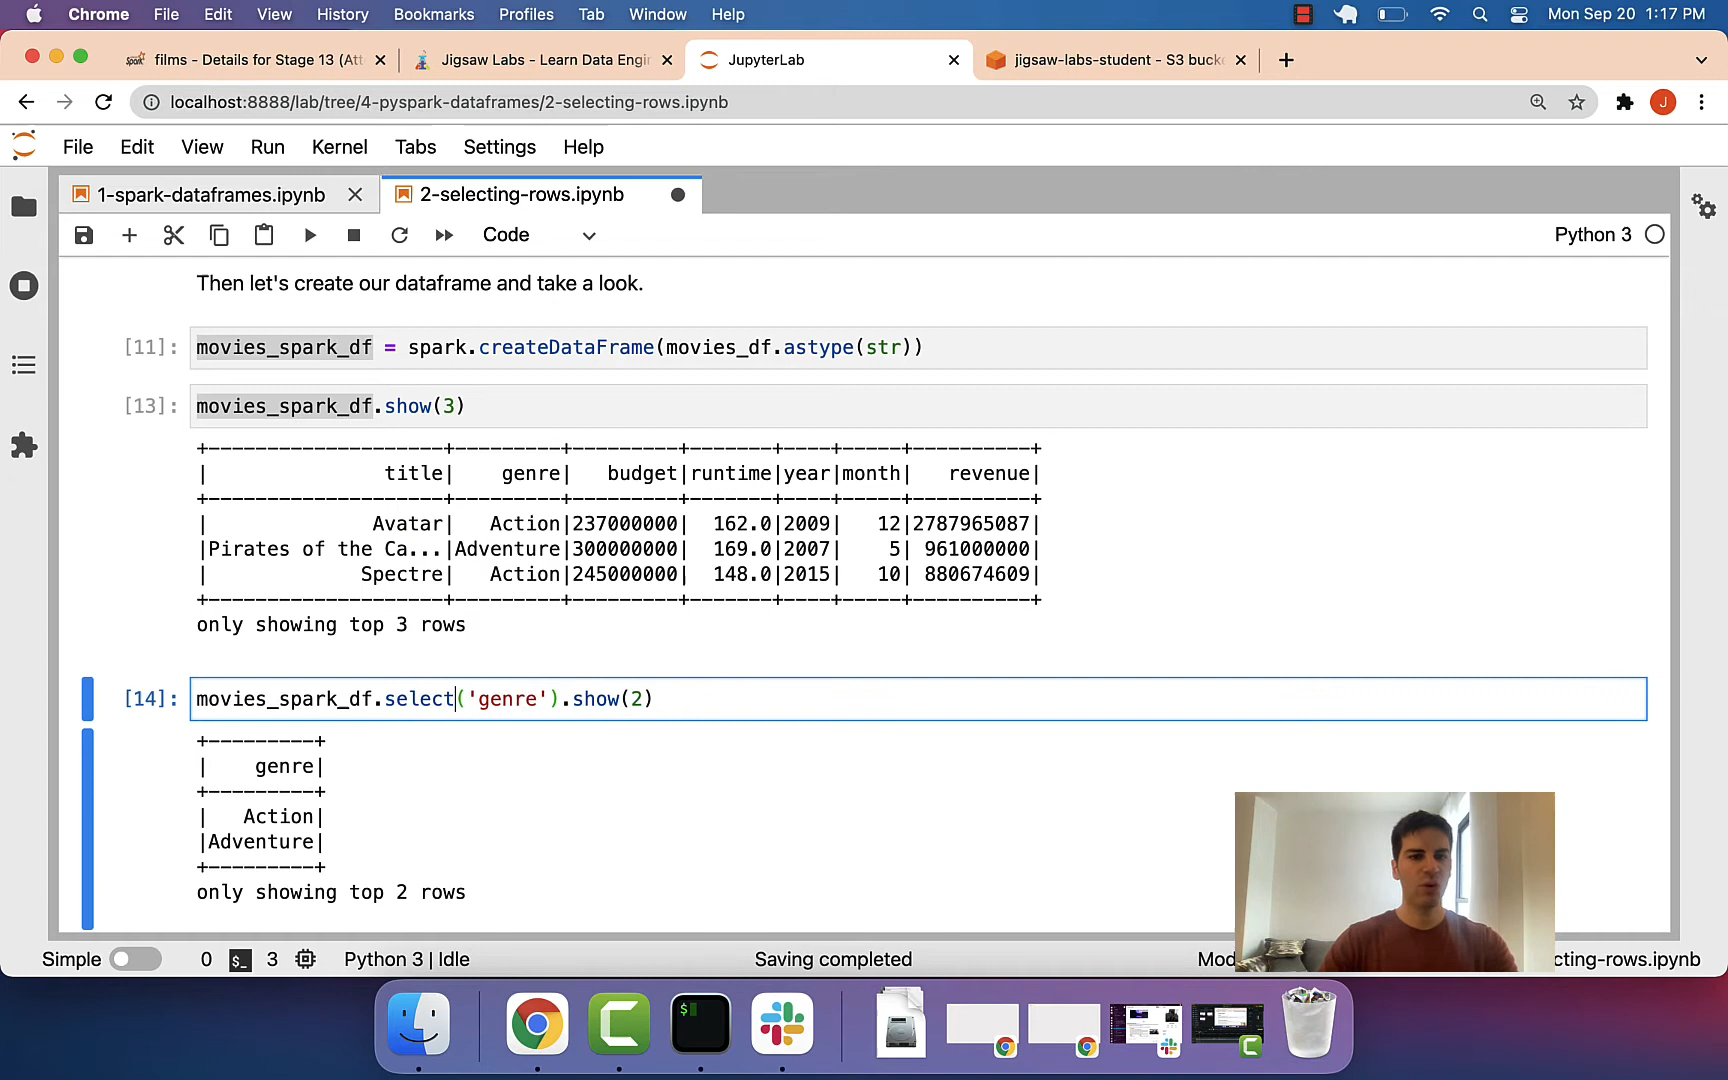 Chrome File Edit View History Bookmarks Profiles Tab Window Help Mon Sep 20 1:17 PM
films - Details for Stage 13 (Att Jigsaw Labs - Learn Data Engi JupyterLab jigsaw-labs-student - S3 buck
localhost:8888/lab/tree/4-pyspark-dataframes/2-selecting-rows.ipynb J
File Edit View Run Kernel Tabs Settings Help
1-spark-dataframes.ipynb 2-selecting-rows.ipynb
Code Python 3
Then let's create our dataframe and take a look.
[11]: movies_spark_df = spark.createDataFrame(movies_df.astype(str))
[13]: movies_spark_df.show(3)
+--------------------+---------+---------+-------+----+-----+----------+
|               title|    genre|   budget|runtime|year|month|   revenue|
+--------------------+---------+---------+-------+----+-----+----------+
|              Avatar|   Action|237000000|  162.0|2009|   12|2787965087|
|Pirates of the Ca...|Adventure|300000000|  169.0|2007|    5| 961000000|
|             Spectre|   Action|245000000|  148.0|2015|   10| 880674609|
+--------------------+---------+---------+-------+----+-----+----------+
only showing top 3 rows
[14]: movies_spark_df.select('genre').show(2)
+---------+
|    genre|
+---------+
|   Action|
|Adventure|
+---------+
only showing top 2 rows
Simple 0 $_ 3 Python 3 | Idle Saving completed Mod cting-rows.ipynb
$